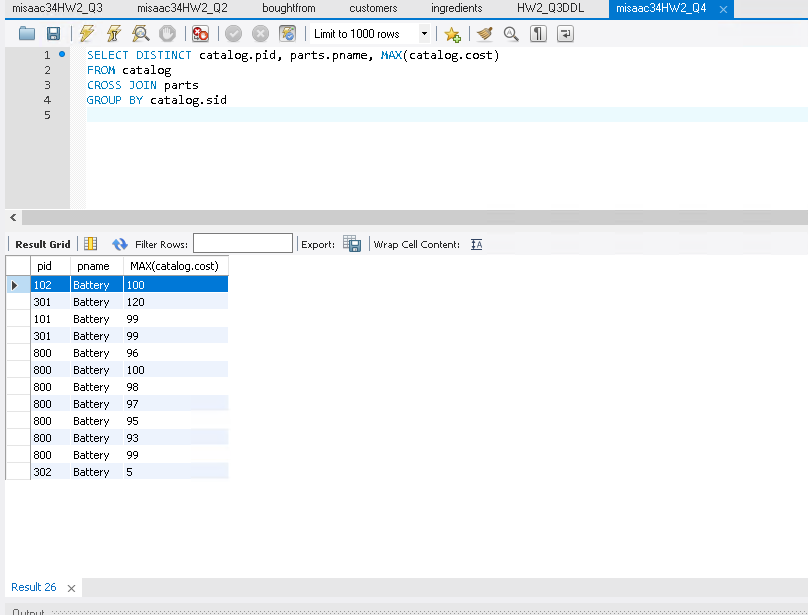 misaac34HW2_Q3 misaac34HW2_Q2 boughtfrom customers ingredients HW2_Q3DDL misaac34HW2_Q4
Limit to 1000 rows
1 SELECT DISTINCT catalog.pid, parts.pname, MAX(catalog.cost)
2 FROM catalog
3 CROSS JOIN parts
4 GROUP BY catalog.sid
5
Result Grid Filter Rows: Export: Wrap Cell Content: IA
pid pname MAX(catalog.cost)
102 Battery 100
301 Battery 120
101 Battery 99
301 Battery 99
800 Battery 96
800 Battery 100
800 Battery 98
800 Battery 97
800 Battery 95
800 Battery 93
800 Battery 99
302 Battery 5
Result 26
Output